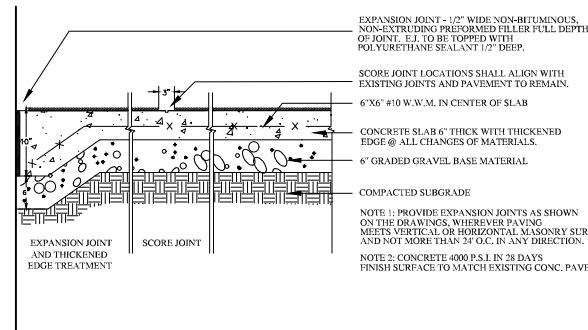 EXPANSION JOINT - 1/2" WIDE NON-BITUMINOUS,
NON-EXTRUDING PREFORMED FILLER FULL DEPTH
OF JOINT. E.J. TO BE TOPPED WITH
POLYURETHANE SEALANT 1/2" DEEP.
SCORE JOINT LOCATIONS SHALL ALIGN WITH
EXISTING JOINTS AND PAVEMENT TO REMAIN.
3"
6"X6" #10 W.W.M. IN CENTER OF SLAB
CONCRETE SLAB 6" THICK WITH THICKENED
EDGE @ ALL CHANGES OF MATERIALS.
10"
6" GRADED GRAVEL BASE MATERIAL
6"
COMPACTED SUBGRADE
NOTE 1: PROVIDE EXPANSION JOINTS AS SHOWN
ON THE DRAWINGS, WHEREVER PAVING
MEETS VERTICAL OR HORIZONTAL MASONRY SUR
AND NOT MORE THAN 24' O.C. IN ANY DIRECTION.
NOTE 2: CONCRETE 4000 P.S.I. IN 28 DAYS
FINISH SURFACE TO MATCH EXISTING CONC. PAVE
EXPANSION JOINT
AND THICKENED
EDGE TREATMENT
SCORE JOINT